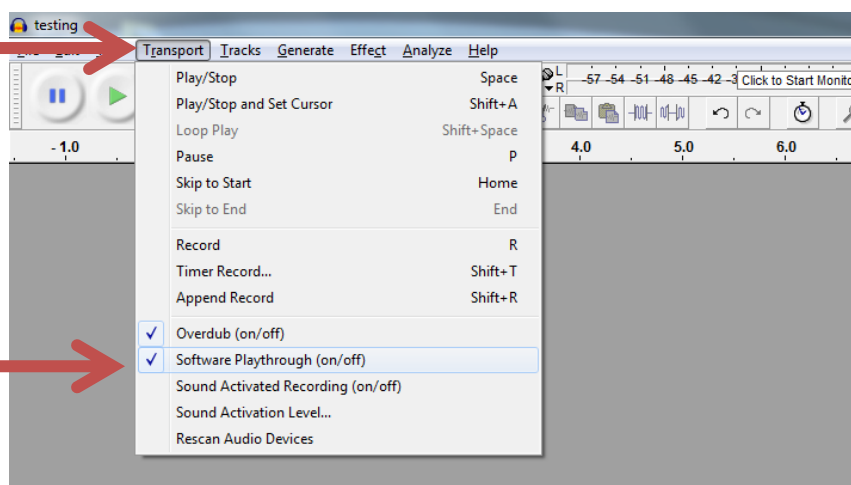 testing
Transport Tracks Generate Effect Analyze Help
L
R
-57 -54 -51 -48 -45 -42
Click to Start Monito
- 1.0 4.0 5.0 6.0
Play/Stop Space
Play/Stop and Set Cursor Shift+A
Loop Play Shift+Space
Pause P
Skip to Start Home
Skip to End End
Record R
Timer Record... Shift+T
Append Record Shift+R
Overdub (on/off)
Software Playthrough (on/off)
Sound Activated Recording (on/off)
Sound Activation Level...
Rescan Audio Devices